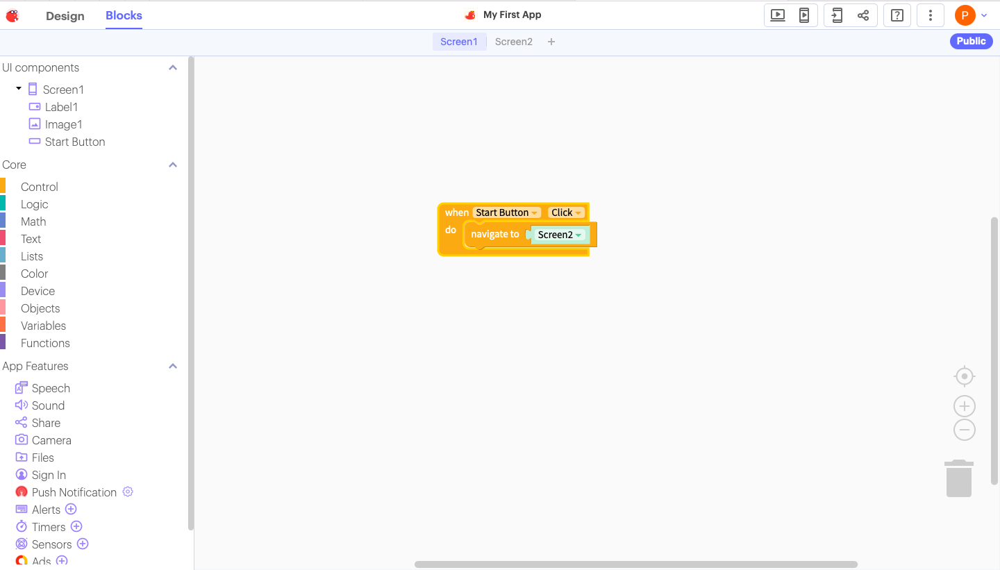 Design Blocks My First App P
Screen1 Screen2 +
Public
UI components
Screen1
Label1
Image1
Start Button
Core
Control
Logic
Math
Text
Lists
Color
Device
Objects
Variables
Functions
App Features
Speech
Sound
Share
Camera
Files
Sign In
Push Notification
Alerts
Timers
Sensors
Ads
when Start Button Click
do navigate to Screen2